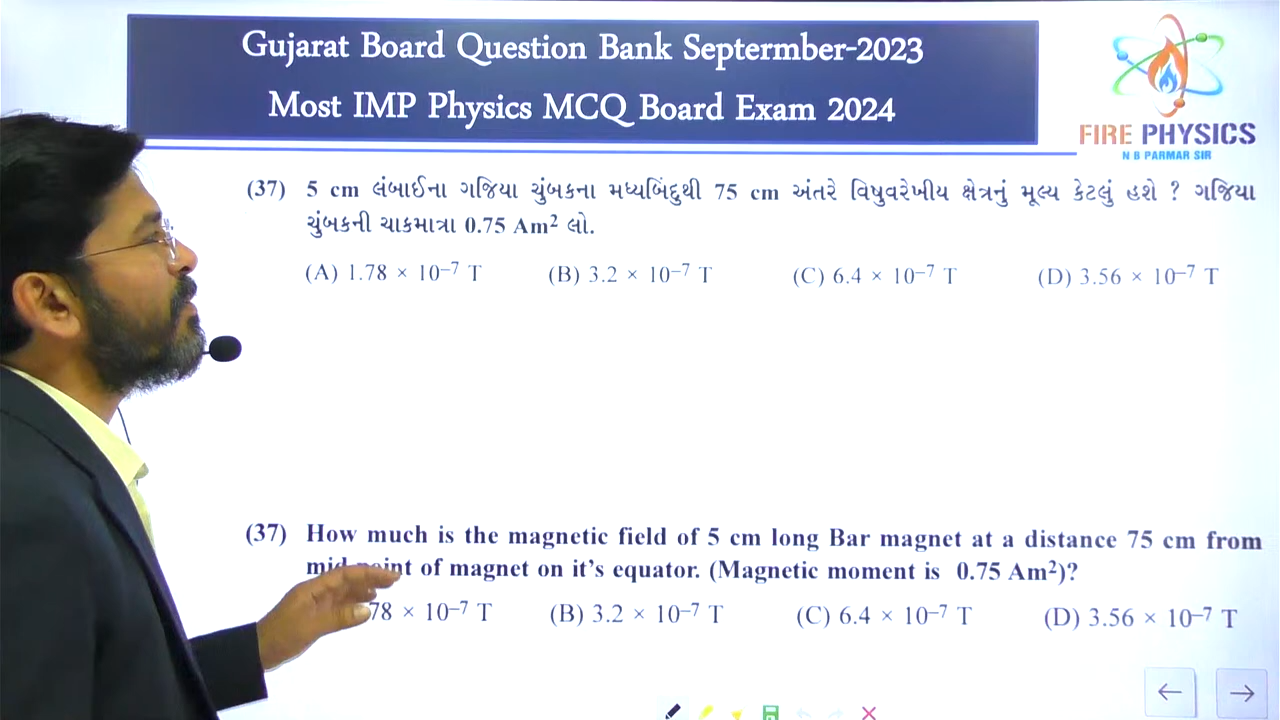 Gujarat Board Question Bank Septermber-2023
Most IMP Physics MCQ Board Exam 2024
FIRE PHYSICS
N B PARMAR SIR
(37) 5 cm લંબાઈના ગજિયા ચુંબકના મધ્યબિંદુથી 75 cm અંતરે વિષુવરેખીય ક્ષેત્રનું મૂલ્ય કેટલું હશે ? ગજિયા
ચુંબકની ચાકમાત્રા 0.75 Am² લો.
(A) 1.78 × 10⁻⁷ T (B) 3.2 × 10⁻⁷ T (C) 6.4 × 10⁻⁷ T (D) 3.56 × 10⁻⁷ T
(37) How much is the magnetic field of 5 cm long Bar magnet at a distance 75 cm from
mid point of magnet on it's equator. (Magnetic moment is 0.75 Am²)?
78 × 10⁻⁷ T (B) 3.2 × 10⁻⁷ T (C) 6.4 × 10⁻⁷ T (D) 3.56 × 10⁻⁷ T